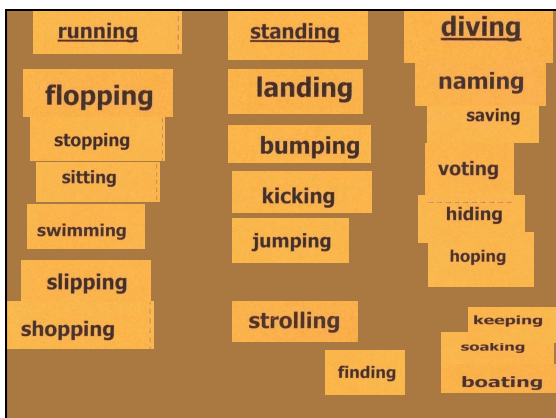 running
flopping
stopping
sitting
swimming
slipping
shopping
standing
landing
bumping
kicking
jumping
strolling
finding
diving
naming
saving
voting
hiding
hoping
keeping
soaking
boating